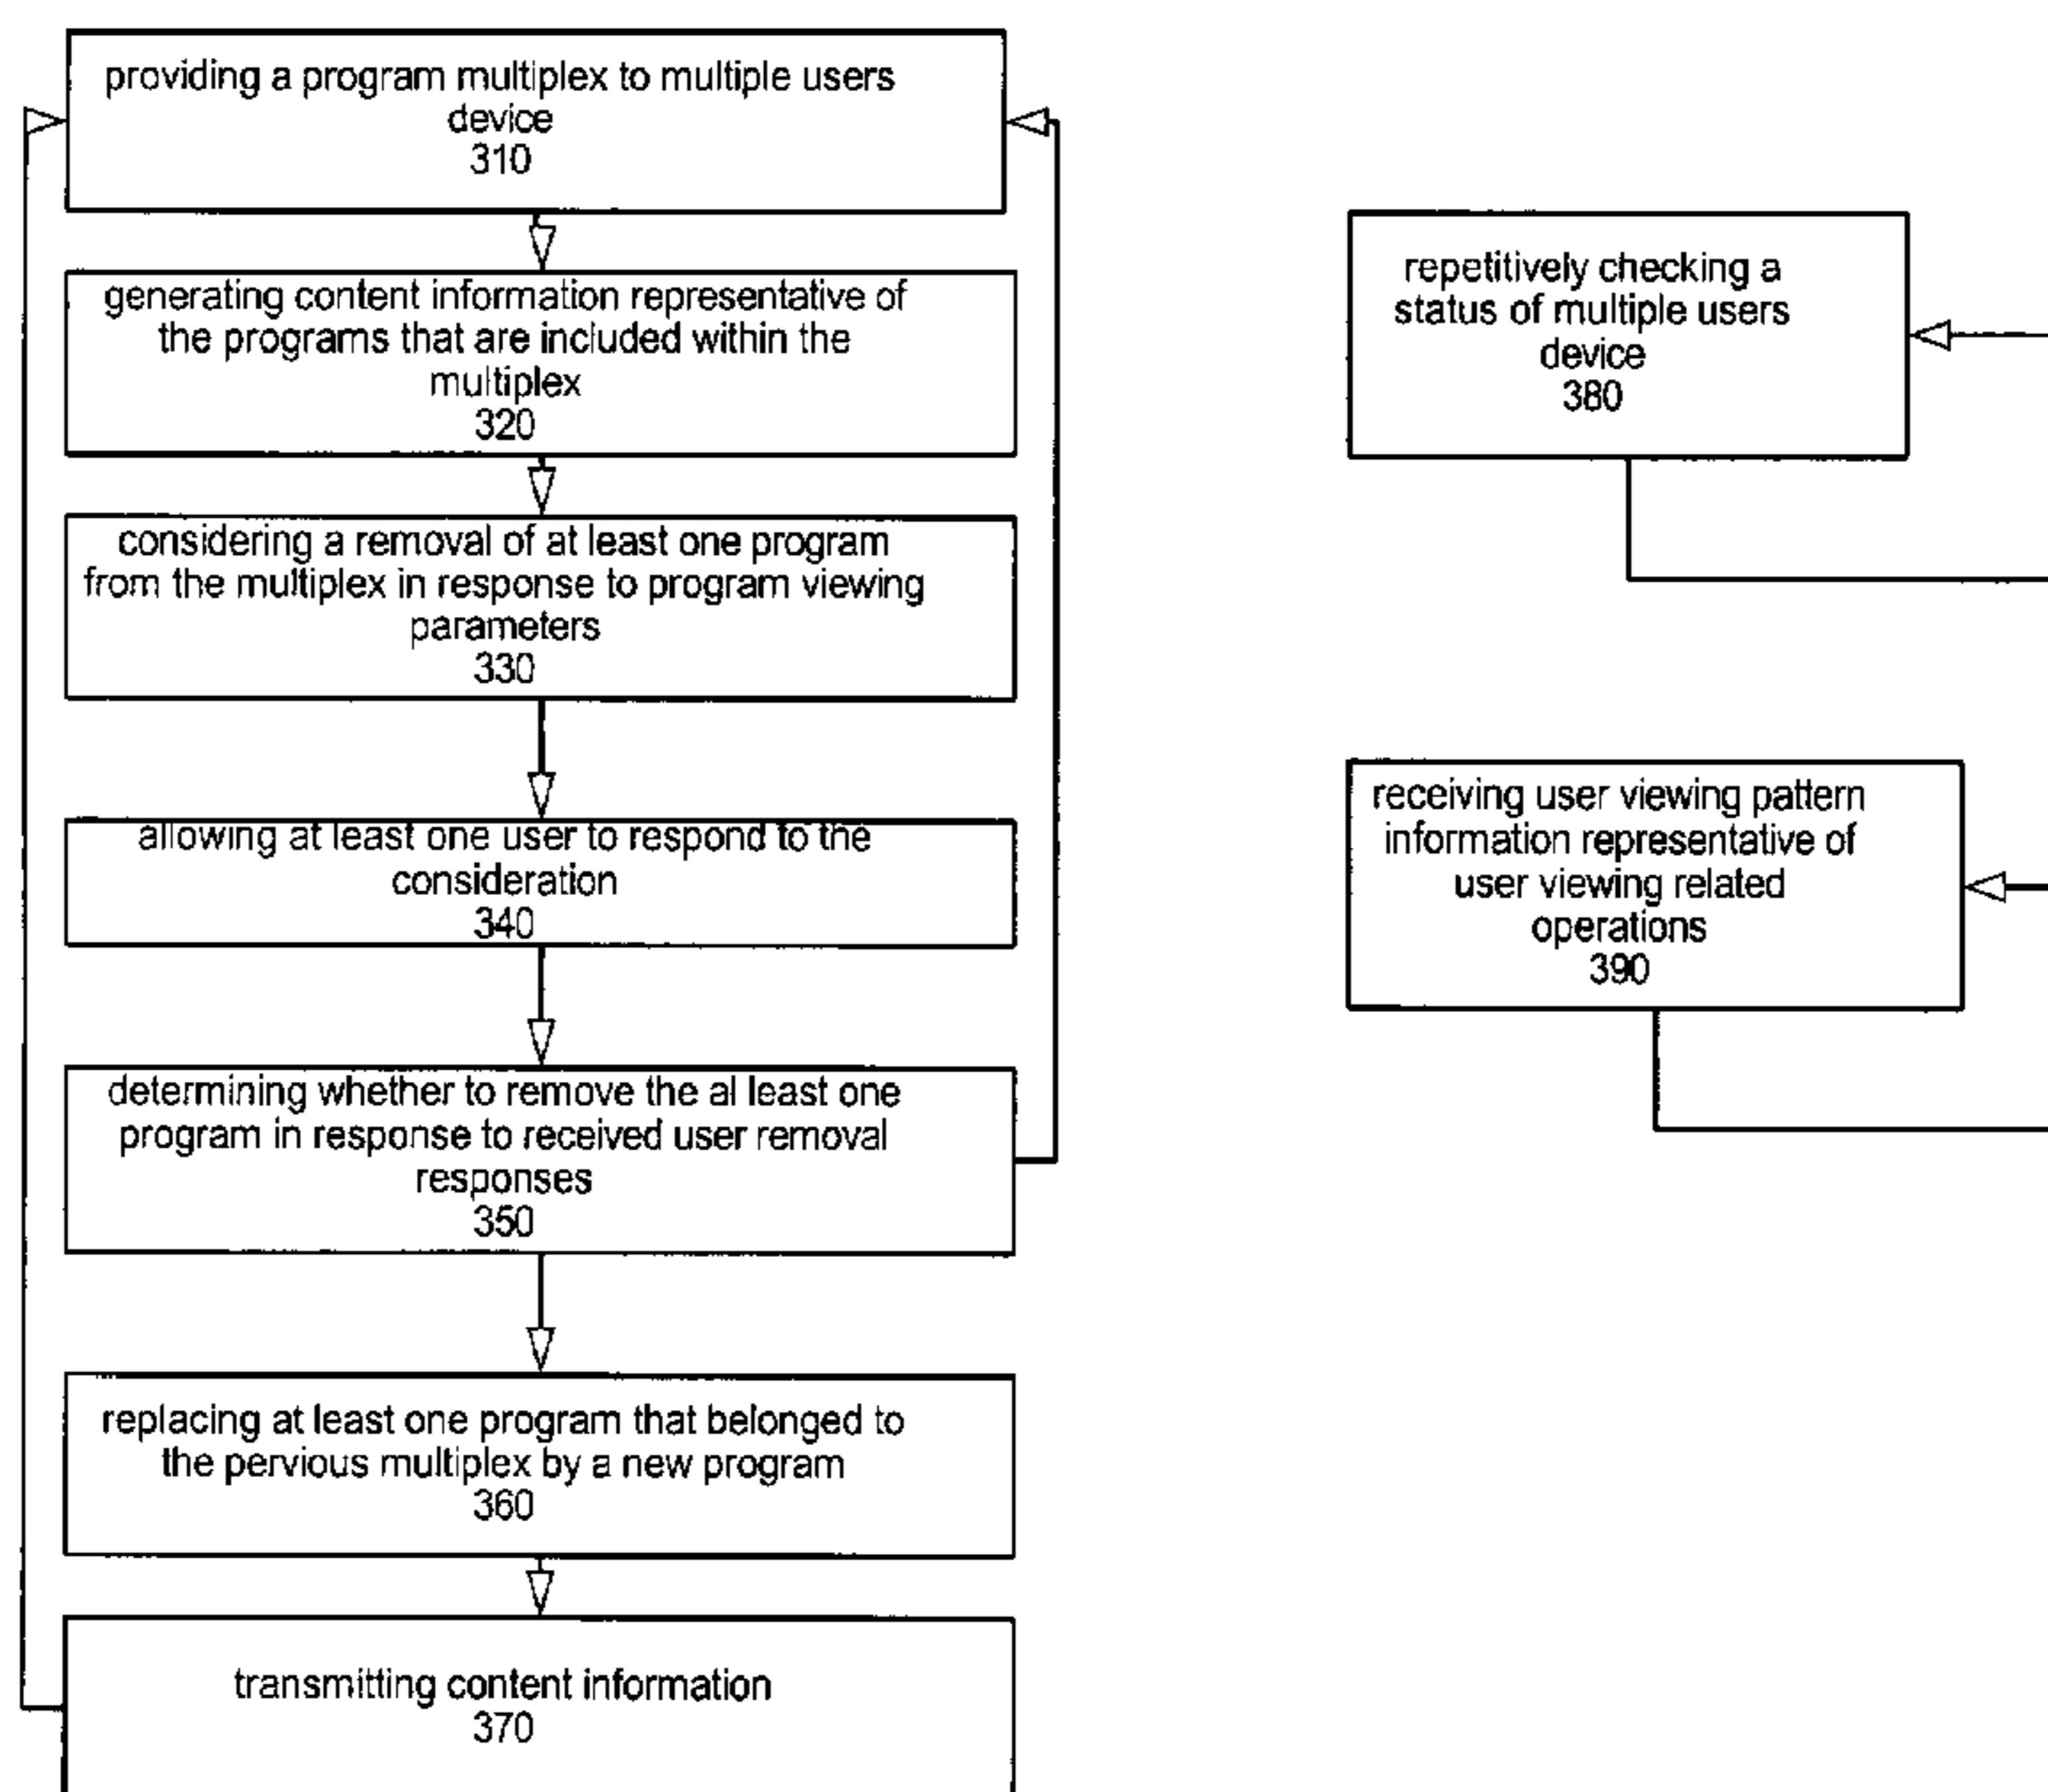 providing a program multiplex to multiple users
device
310
generating content information representative of
the programs that are included within the
multiplex
320
considering a removal of at least one program
from the multiplex in response to program viewing
parameters
330
allowing at least one user to respond to the
consideration
340
determining whether to remove the al least one
program in response to received user removal
responses
350
replacing at least one program that belonged to
the pervious multiplex by a new program
360
transmitting content information
370
repetitively checking a
status of multiple users
device
380
receiving user viewing pattern
information representative of
user viewing related
operations
390